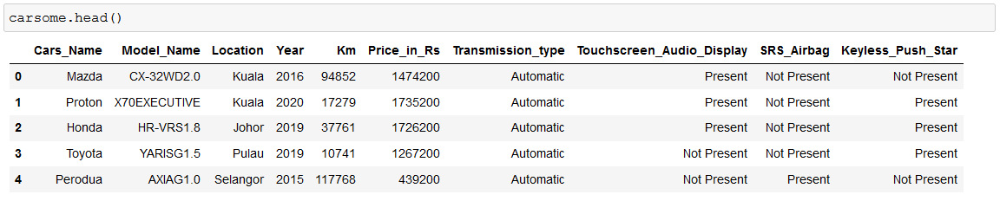 carsome.head()
Cars_Name Model_Name Location Year Km Price_in_Rs Transmission_type Touchscreen_Audio_Display SRS_Airbag Keyless_Push_Star
0 Mazda CX-32WD2.0 Kuala 2016 94852 1474200 Automatic Present Not Present Not Present
1 Proton X70EXECUTIVE Kuala 2020 17279 1735200 Automatic Present Not Present Present
2 Honda HR-VRS1.8 Johor 2019 37761 1726200 Automatic Present Not Present Present
3 Toyota YARISG1.5 Pulau 2019 10741 1267200 Automatic Not Present Not Present Present
4 Perodua AXIAG1.0 Selangor 2015 117768 439200 Automatic Not Present Present Not Present